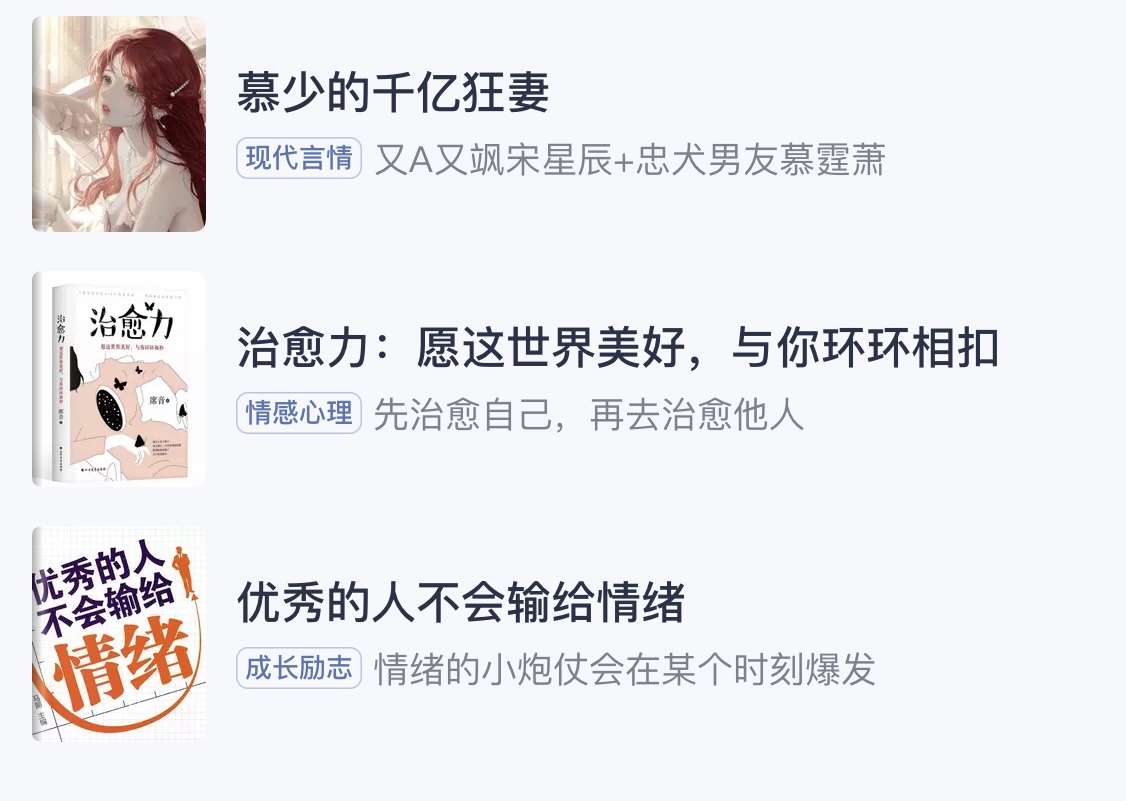 慕少的千亿狂妻
现代言情 又A又飒宋星辰+忠犬男友慕霆萧
治愈力
治愈力
愿这世界美好，与你环环相扣
席音
治愈力：愿这世界美好，与你环环相扣
情感心理 先治愈自己，再去治愈他人
优秀的人
不会输给
情绪
优秀的人不会输给情绪
成长励志 情绪的小炮仗会在某个时刻爆发